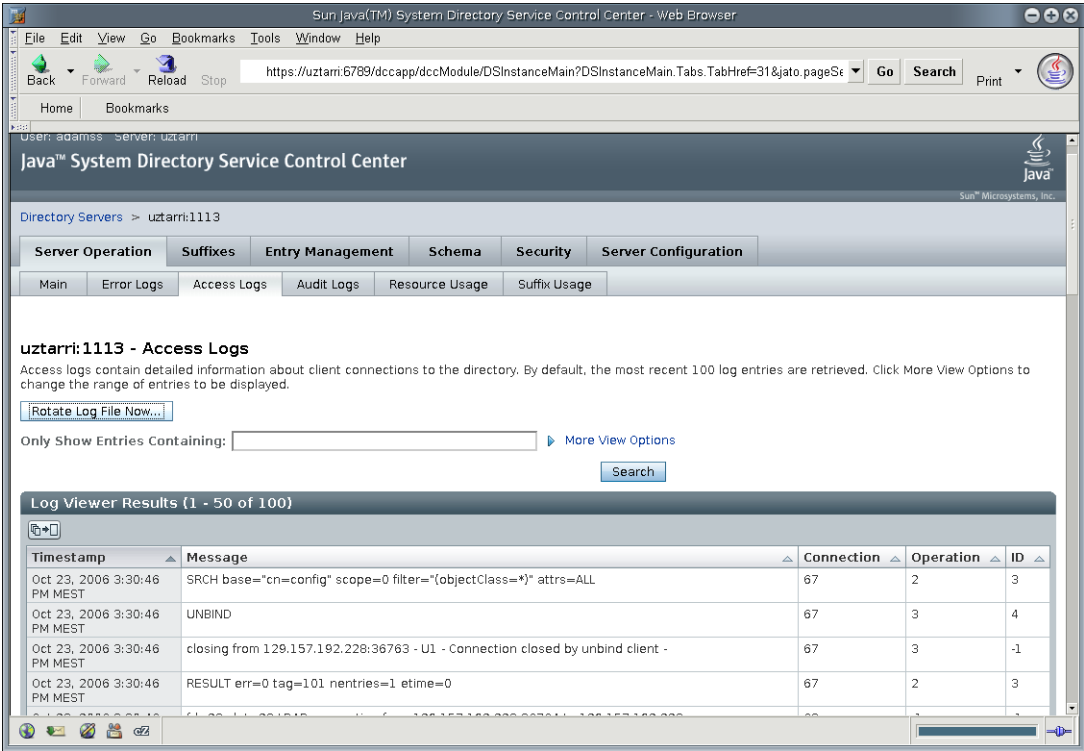 Sun Java(TM) System Directory Service Control Center - Web Browser
File Edit View Go Bookmarks Tools Window Help
Back Forward Reload Stop https://uztarri:6789/dccapp/dccModule/DSInstanceMain?DSInstanceMain.Tabs.TabHref=31&jato.pageSe Go Search Print
Home Bookmarks
User: adamss Server: uztarri
Java™ System Directory Service Control Center
Java™
Sun™ Microsystems, Inc.
Directory Servers > uztarri:1113
Server Operation Suffixes Entry Management Schema Security Server Configuration
Main Error Logs Access Logs Audit Logs Resource Usage Suffix Usage
uztarri:1113 - Access Logs
Access logs contain detailed information about client connections to the directory. By default, the most recent 100 log entries are retrieved. Click More View Options to
change the range of entries to be displayed.
Rotate Log File Now...
Only Show Entries Containing: More View Options
Search
Log Viewer Results (1 - 50 of 100)
Timestamp Message Connection Operation ID
Oct 23, 2006 3:30:46 SRCH base="cn=config" scope=0 filter="(objectClass=*)" attrs=ALL 67 2 3
PM MEST
Oct 23, 2006 3:30:46 UNBIND 67 3 4
PM MEST
Oct 23, 2006 3:30:46 closing from 129.157.192.228:36763 - U1 - Connection closed by unbind client - 67 3 -1
PM MEST
Oct 23, 2006 3:30:46 RESULT err=0 tag=101 nentries=1 etime=0 67 2 3
PM MEST